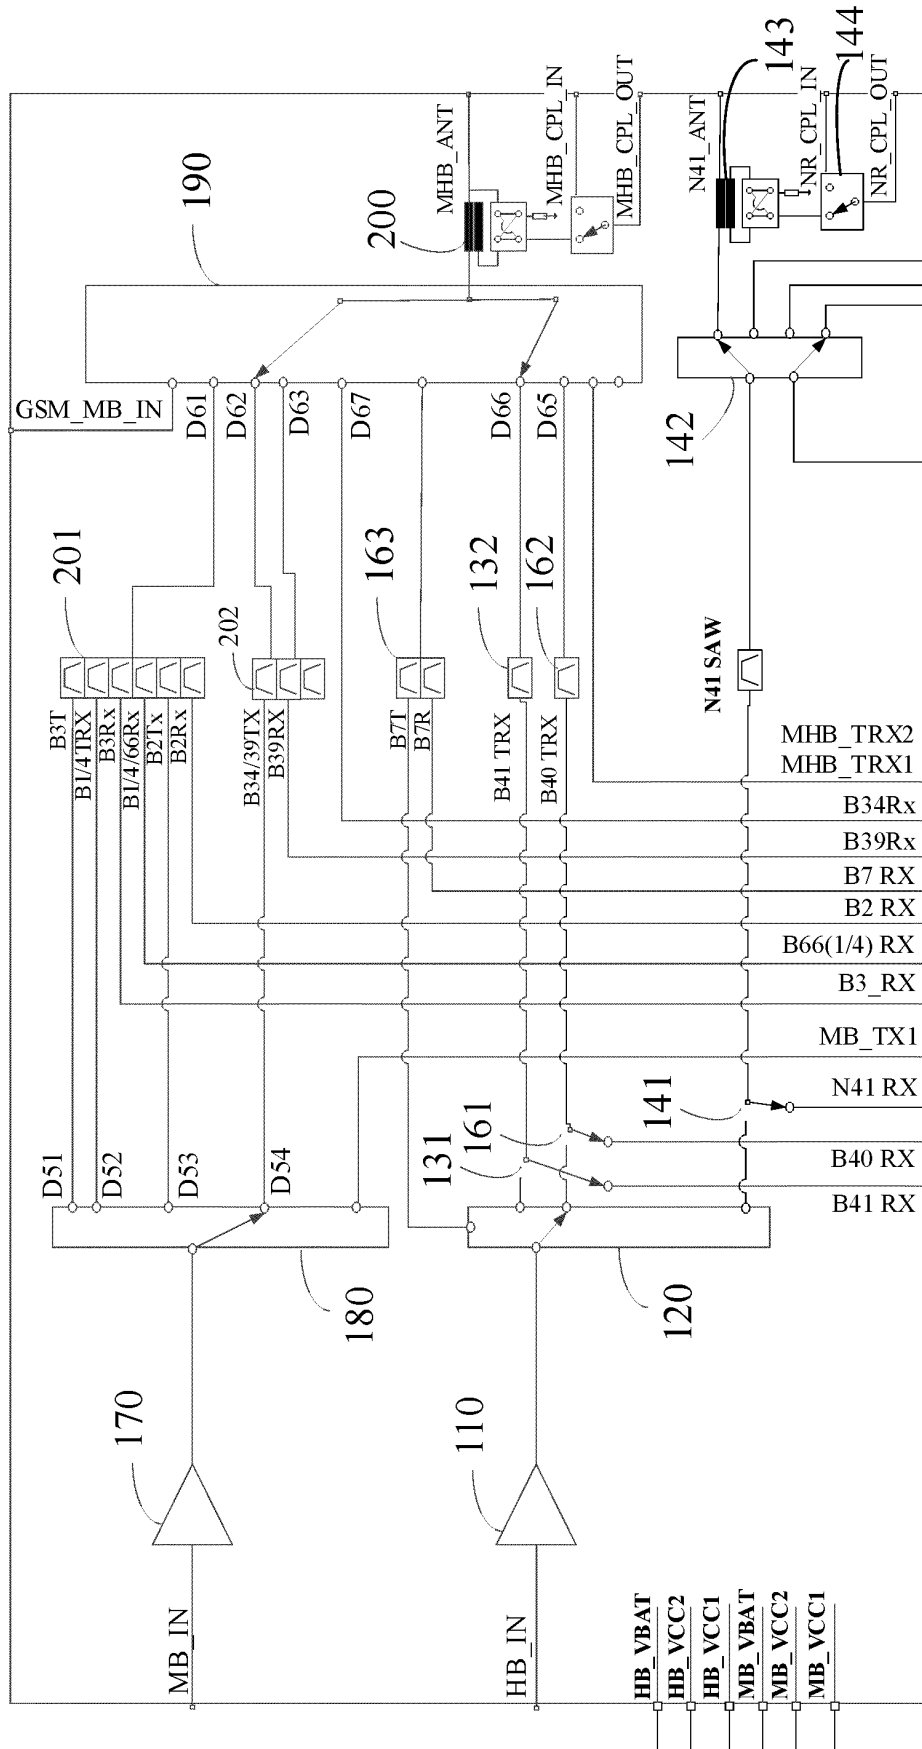 143
144
190
MHB_ANT
200
MHB_CPL_IN
MHB_CPL_OUT
N41_ANT
NR_CPL_IN
NR_CPL_OUT
GSM_MB_IN
D61
D62
D63
D67
D66
D65
142
201
202
163
132
162
N41 SAW
B3T
B1/4TRX
B3Rx
B1/4/66Rx
B2Tx
B2Rx
B34/39TX
B39RX
B7T
B7R
B41 TRX
B40 TRX
MHB_TRX2
MHB_TRX1
B34Rx
B39Rx
B7 RX
B2 RX
B66(1/4) RX
B3_RX
MB_TX1
N41 RX
B40 RX
B41 RX
D51
D52
D53
D54
131
161
141
180
120
170
110
MB_IN
HB_IN
HB_VBAT
HB_VCC2
HB_VCC1
MB_VBAT
MB_VCC2
MB_VCC1